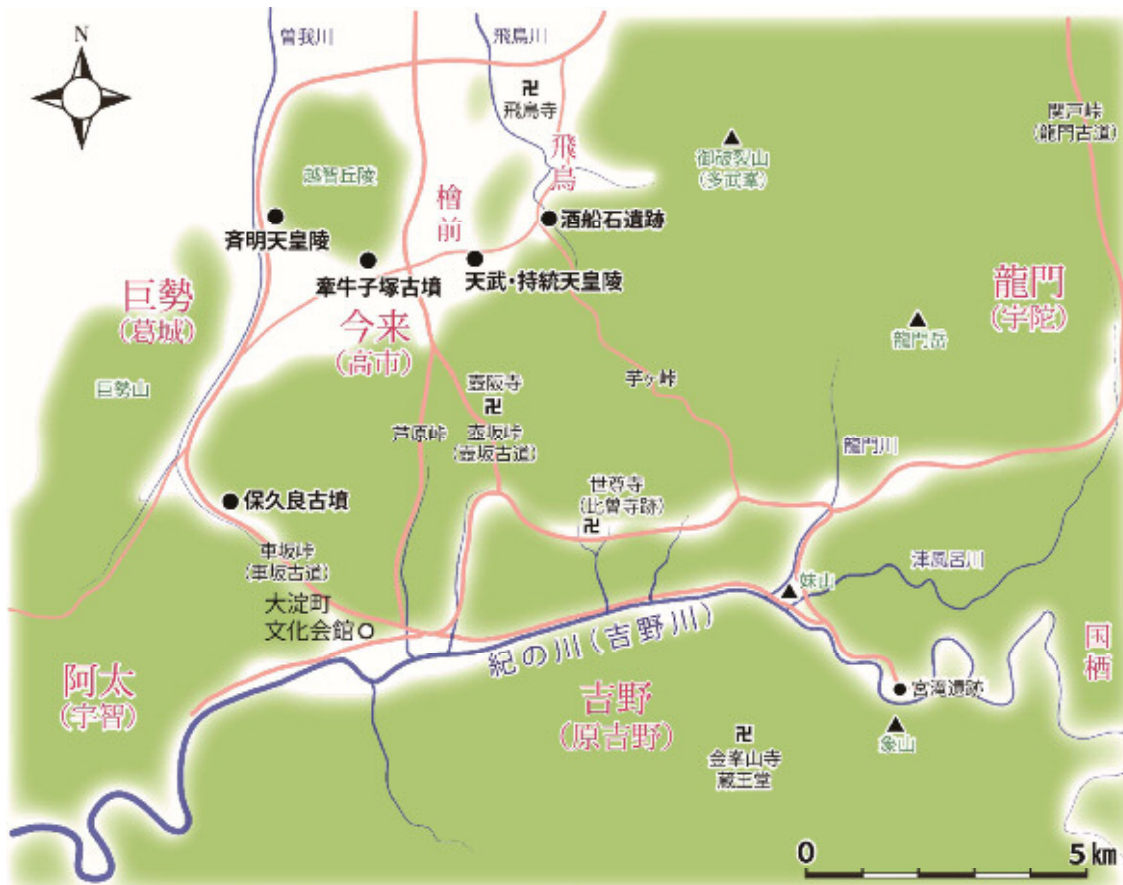 曽我川
飛鳥川
飛鳥寺
飛鳥
関戸峠
(龍門古道)
御破裂山
(多武峯)
越智丘陵
檜前
酒船石遺跡
斉明天皇陵
牽牛子塚古墳
天武・持統天皇陵
巨勢
(葛城)
今来
(高市)
龍門
(宇陀)
龍門岳
巨勢山
壺阪寺
芋ヶ峠
芦原峠
壺坂峠
(壺坂古道)
龍門川
保久良古墳
世尊寺
(比曽寺跡)
車坂峠
(車坂古道)
津風呂川
妹山
大淀町
文化会館
紀の川(吉野川)
国栖
阿太
(宇智)
吉野
(原吉野)
宮滝遺跡
象山
金峯山寺
蔵王堂
0 5km